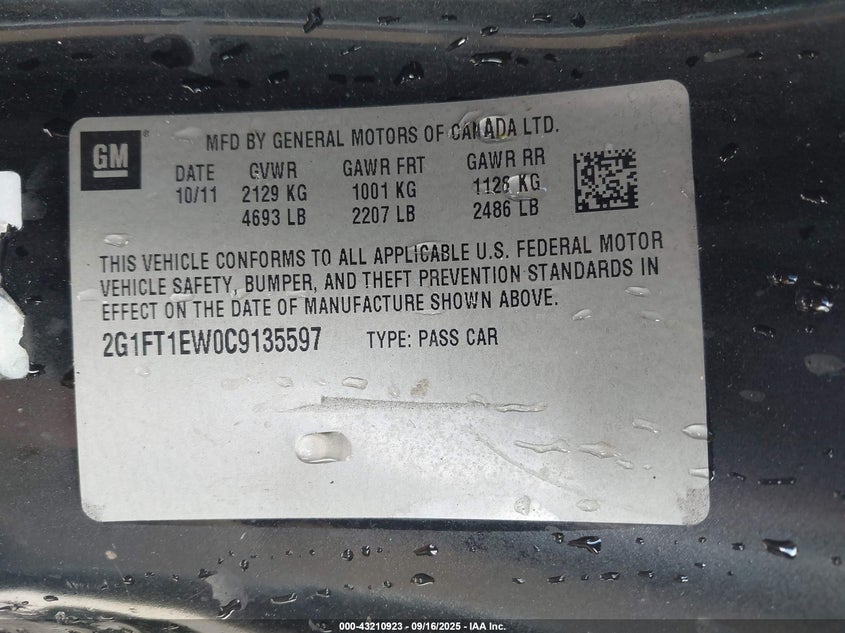 GM ®
MFD BY GENERAL MOTORS OF CANADA LTD.
DATE GVWR GAWR FRT GAWR RR
10/11 2129 KG 1001 KG 1128 KG
4693 LB 2207 LB 2486 LB
THIS VEHICLE CONFORMS TO ALL APPLICABLE U.S. FEDERAL MOTOR
VEHICLE SAFETY, BUMPER, AND THEFT PREVENTION STANDARDS IN
EFFECT ON THE DATE OF MANUFACTURE SHOWN ABOVE.
2G1FT1EW0C9135597 TYPE: PASS CAR
000-43210923 - 09/16/2025 - IAA Inc.